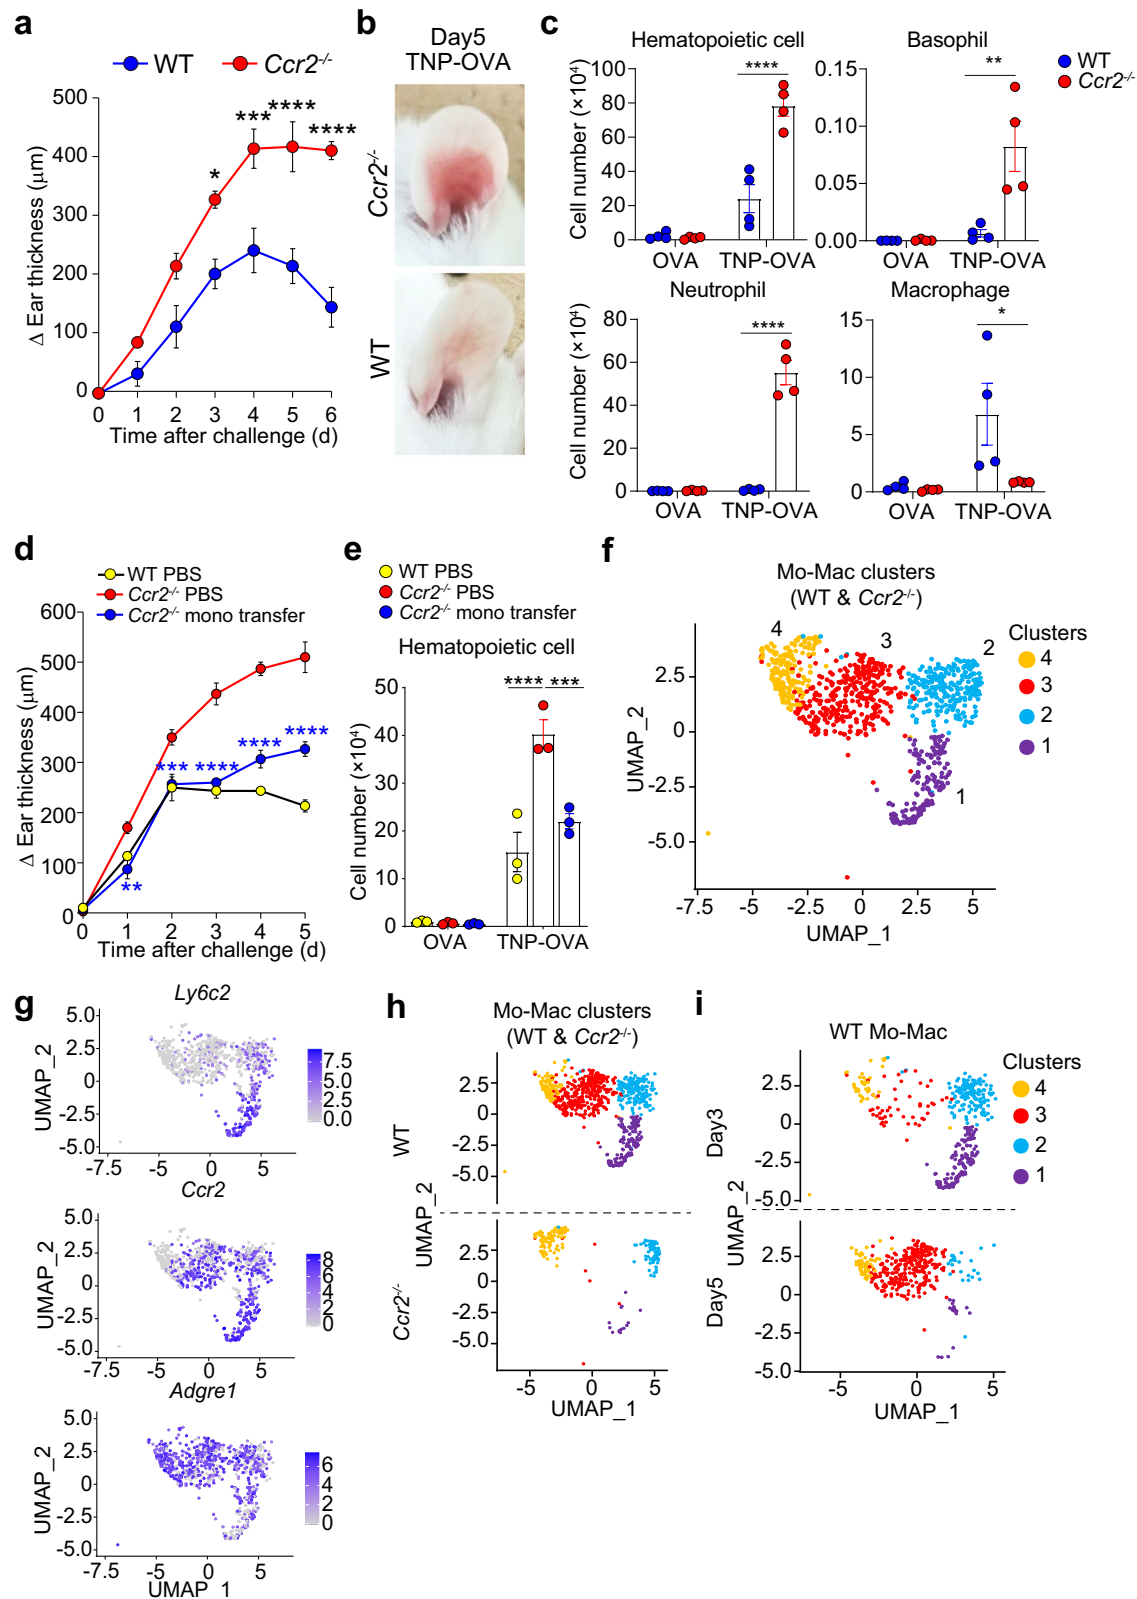 a
WT
Ccr2-/-
500
400
300
200
100
0
Δ Ear thickness (μm)
*
***
****
****
0 1 2 3 4 5 6
Time after challenge (d)
b
Day5
TNP-OVA
Ccr2-/-
WT
c
WT
Ccr2-/-
Hematopoietic cell
****
100
80
60
40
20
0
Cell number (×10⁴)
OVA TNP-OVA
Basophil
**
0.15
0.10
0.05
0.00
OVA TNP-OVA
Neutrophil
****
80
60
40
20
0
Cell number (×10⁴)
OVA TNP-OVA
Macrophage
*
15
10
5
0
OVA TNP-OVA
d
WT PBS
Ccr2-/- PBS
Ccr2-/- mono transfer
600
500
400
300
200
100
0
Δ Ear thickness (μm)
**
***
****
****
****
0 1 2 3 4 5
Time after challenge (d)
e
WT PBS
Ccr2-/- PBS
Ccr2-/- mono transfer
Hematopoietic cell
**** ***
50
40
30
20
10
0
Cell number (×10⁴)
OVA TNP-OVA
f
Mo-Mac clusters
(WT & Ccr2-/-)
4 3 2
1
Clusters
4
3
2
1
2.5
0
-2.5
-5.0
UMAP_2
-7.5 -5 -2.5 0 2.5 5
UMAP_1
g
Ly6c2
5.0
2.5
0
-2.5
-5.0
UMAP_2
-7.5 -5 0 5
7.5
5.0
2.5
0.0
Ccr2
5.0
2.5
0
-2.5
-5.0
UMAP_2
-7.5 -5 0 5
8
6
4
2
0
Adgre1
5.0
2.5
0
-2.5
-5.0
UMAP_2
-7.5 -5 0 5
UMAP_1
6
4
2
0
h
Mo-Mac clusters
(WT & Ccr2-/-)
WT
2.5
0
-2.5
-5.0
UMAP_2
Ccr2-/-
2.5
0
-2.5
-5.0
-5 0 5
UMAP_1
i
WT Mo-Mac
Clusters
4
3
2
1
Day3
2.5
0
-2.5
-5.0
UMAP_2
Day5
2.5
0
-2.5
-5.0
-5 0 5
UMAP_1